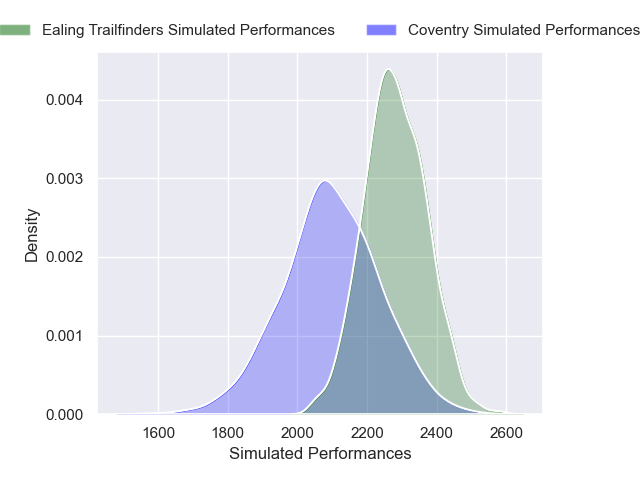 Ealing Trailfinders Simulated Performances
Coventry Simulated Performances
Density
0.004
0.003
0.002
0.001
0.000
1600 1800 2000 2200 2400 2600
Simulated Performances